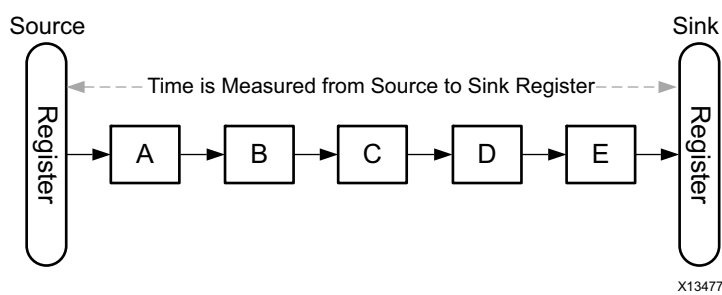 Source
Sink
Time is Measured from Source to Sink Register
Register
A
B
C
D
E
Register
X13477